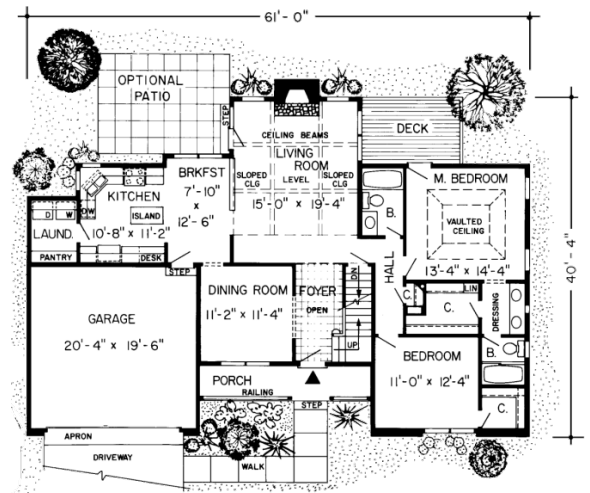 61'-0"
OPTIONAL
PATIO
STEP
CEILING BEAMS
DECK
LIVING
ROOM
SLOPED
CLG
LEVEL
SLOPED
CLG
15'-0" x 19'-4"
BRKFST
7'-10"
x
12'-6"
KITCHEN
ISLAND
10'-8" x 11'-2"
DW
D
W
LAUND.
PANTRY
DESK
STEP
B.
M. BEDROOM
VAULTED
CEILING
13'-4" x 14'-4"
40'-4"
HALL
DN
UP
C.
C.
LIN
DRESSING
B.
C.
DINING ROOM
11'-2" x 11'-4"
FOYER
OPEN
GARAGE
20'-4" x 19'-6"
BEDROOM
11'-0" x 12'-4"
PORCH
RAILING
STEP
APRON
DRIVEWAY
WALK